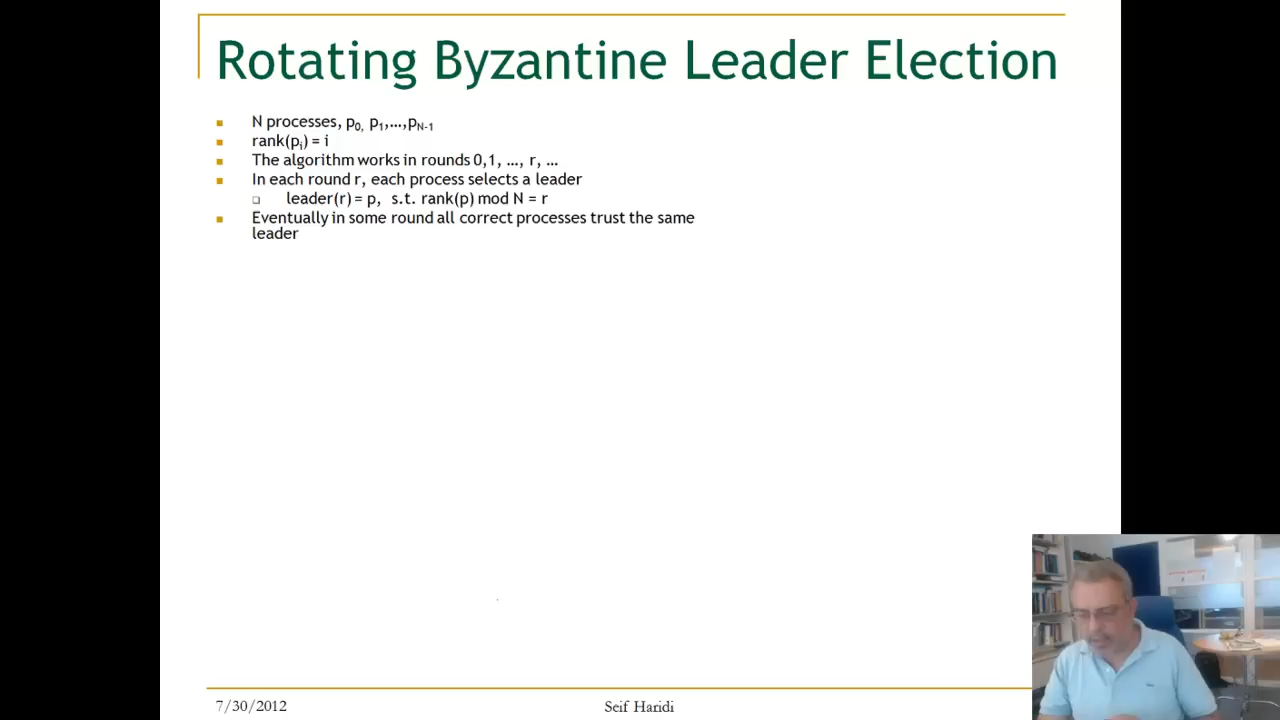 Rotating Byzantine Leader Election
N processes, p0, p1,...,pN-1
rank(pi) = i
The algorithm works in rounds 0,1, ..., r, ...
In each round r, each process selects a leader
leader(r) = p, s.t. rank(p) mod N = r
Eventually in some round all correct processes trust the same
leader
7/30/2012
Seif Haridi